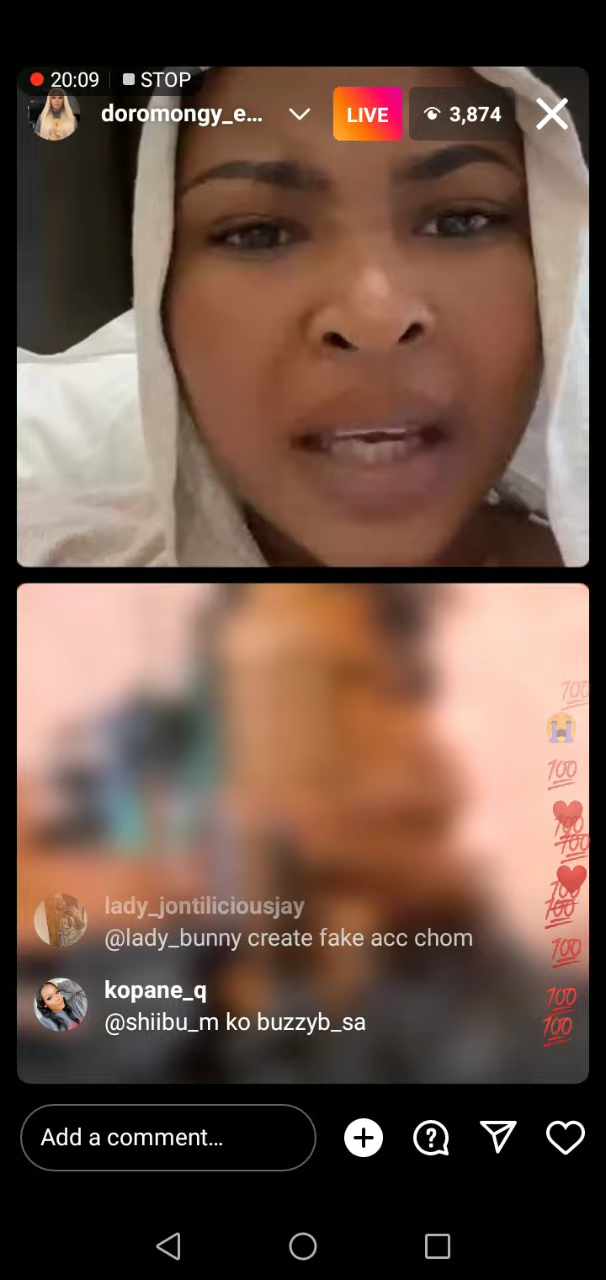 20:09 STOP
doromongy_e... LIVE 3,874
lady_jontiliciousjay
@lady_bunny create fake acc chom
kopane_q
@shiibu_m ko buzzyb_sa
Add a comment...